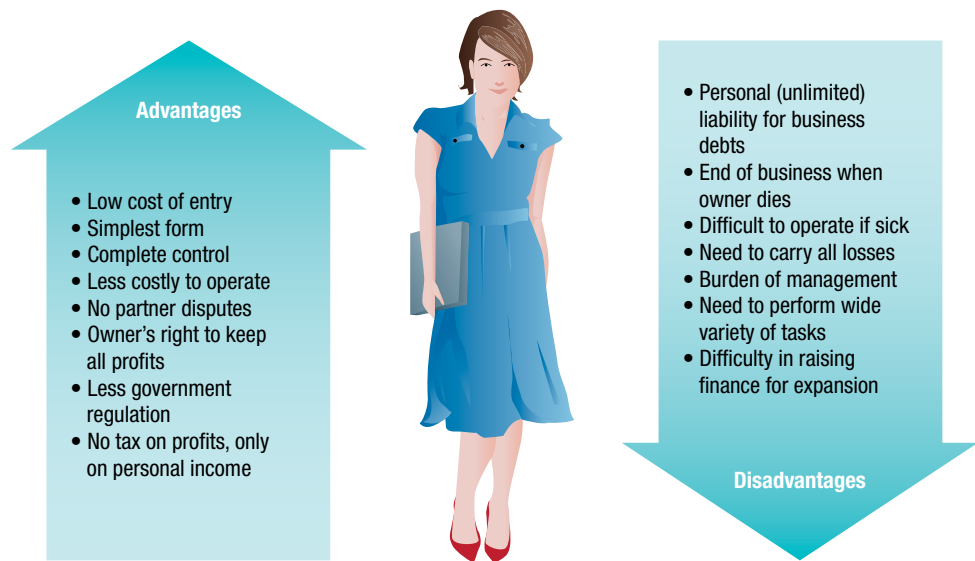 Advantages
• Low cost of entry
• Simplest form
• Complete control
• Less costly to operate
• No partner disputes
• Owner’s right to keep
all profits
• Less government
regulation
• No tax on profits, only
on personal income
• Personal (unlimited)
liability for business
debts
• End of business when
owner dies
• Difficult to operate if sick
• Need to carry all losses
• Burden of management
• Need to perform wide
variety of tasks
• Difficulty in raising
finance for expansion
Disadvantages